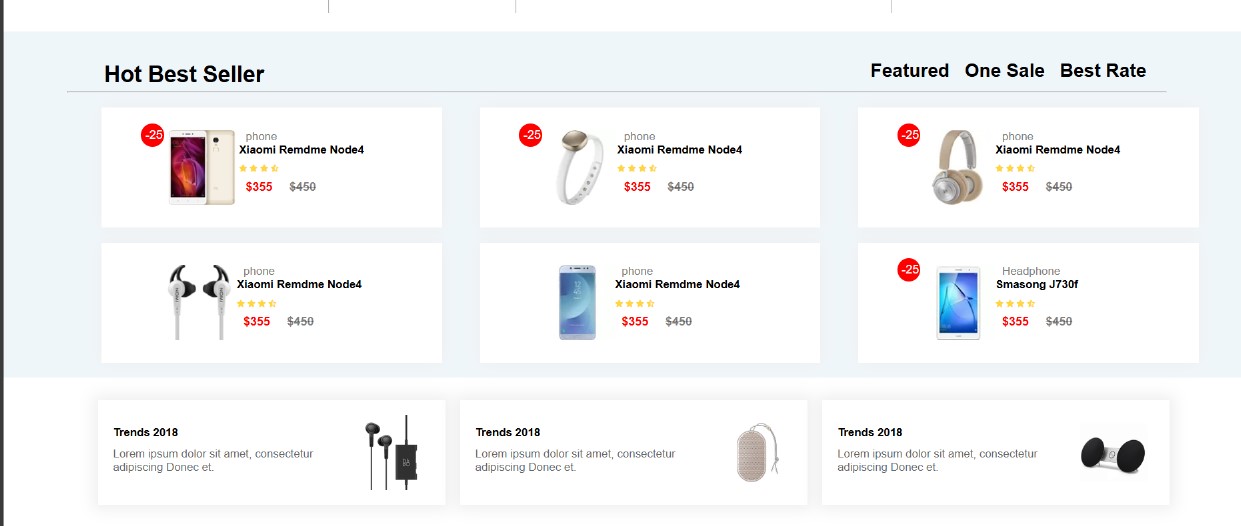 Hot Best Seller
Featured One Sale Best Rate
-25
phone
Xiaomi Remdme Node4
$355 $450
-25
phone
Xiaomi Remdme Node4
$355 $450
-25
phone
Xiaomi Remdme Node4
$355 $450
phone
Xiaomi Remdme Node4
$355 $450
phone
Xiaomi Remdme Node4
$355 $450
-25
Headphone
Smasong J730f
$355 $450
Trends 2018
Lorem ipsum dolor sit amet, consectetur
adipiscing Donec et.
Trends 2018
Lorem ipsum dolor sit amet, consectetur
adipiscing Donec et.
Trends 2018
Lorem ipsum dolor sit amet, consectetur
adipiscing Donec et.